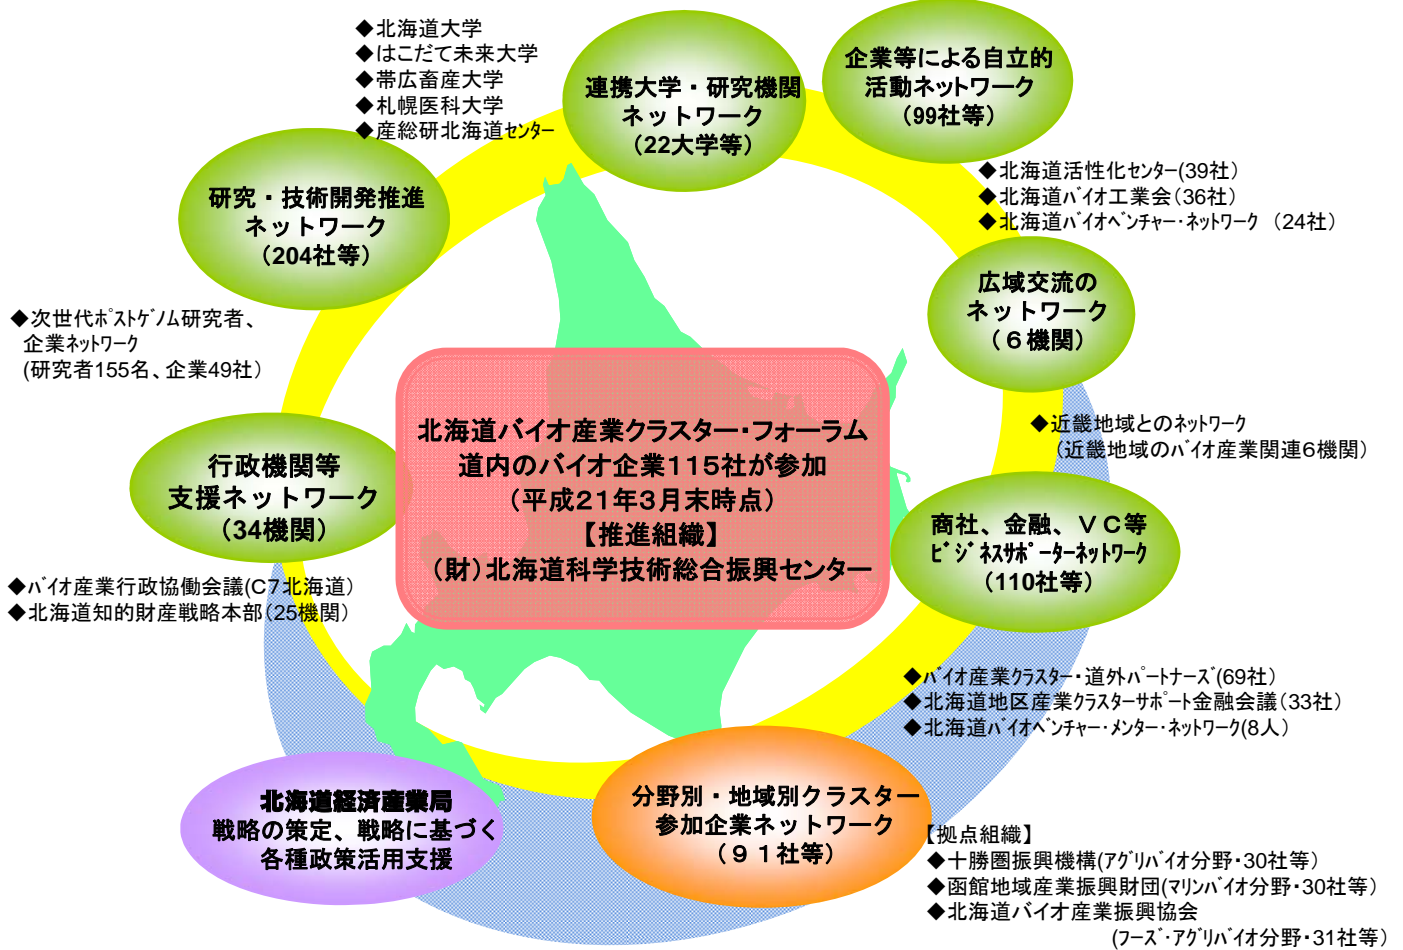 ◆北海道大学
◆はこだて未来大学
◆帯広畜産大学
◆札幌医科大学
◆産総研北海道ｾﾝﾀｰ
連携大学・研究機関
ネットワーク
（22大学等）
企業等による自立的
活動ネットワーク
（99社等）
◆北海道活性化センター(39社）
◆北海道ﾊﾞｲｵ工業会（36社）
◆北海道ﾊﾞｲｵﾍﾞﾝﾁｬｰ･ﾈｯﾄﾜｰｸ （24社）
研究・技術開発推進
ネットワーク
（204社等）
広域交流の
ネットワーク
（６機関）
◆次世代ﾎﾟｽﾄｹﾞﾉﾑ研究者、
企業ﾈｯﾄﾜｰｸ
(研究者155名、企業49社）
◆近畿地域とのﾈｯﾄﾜｰｸ
（近畿地域のﾊﾞｲｵ産業関連６機関）
北海道バイオ産業クラスター・フォーラム
道内のバイオ企業１１５社が参加
（平成２１年３月末時点）
【推進組織】
（財）北海道科学技術総合振興センター
行政機関等
支援ネットワーク
（34機関）
商社、金融、ＶＣ等
ﾋﾞｼﾞﾈｽｻﾎﾟｰﾀｰﾈｯﾄﾜｰｸ
（110社等）
◆ﾊﾞｲｵ産業行政協働会議(C７北海道）
◆北海道知的財産戦略本部（25機関）
◆ﾊﾞｲｵ産業ｸﾗｽﾀｰ・道外ﾊﾟｰﾄﾅｰｽﾞ(69社）
◆北海道地区産業ｸﾗｽﾀｰｻﾎﾟｰﾄ金融会議（33社）
◆北海道ﾊﾞｲｵﾍﾞﾝﾁｬｰ･ﾒﾝﾀｰ･ﾈｯﾄﾜｰｸ(8人）
北海道経済産業局
戦略の策定、戦略に基づく
各種政策活用支援
分野別・地域別クラスター
参加企業ネットワーク
（９１社等）
【拠点組織】
◆十勝圏振興機構(ｱｸﾞﾘﾊﾞｲｵ分野・30社等）
◆函館地域産業振興財団(ﾏﾘﾝﾊﾞｲｵ分野・30社等）
◆北海道バイオ産業振興協会
(ﾌｰｽﾞ･ｱｸﾞﾘﾊﾞｲｵ分野・31社等）